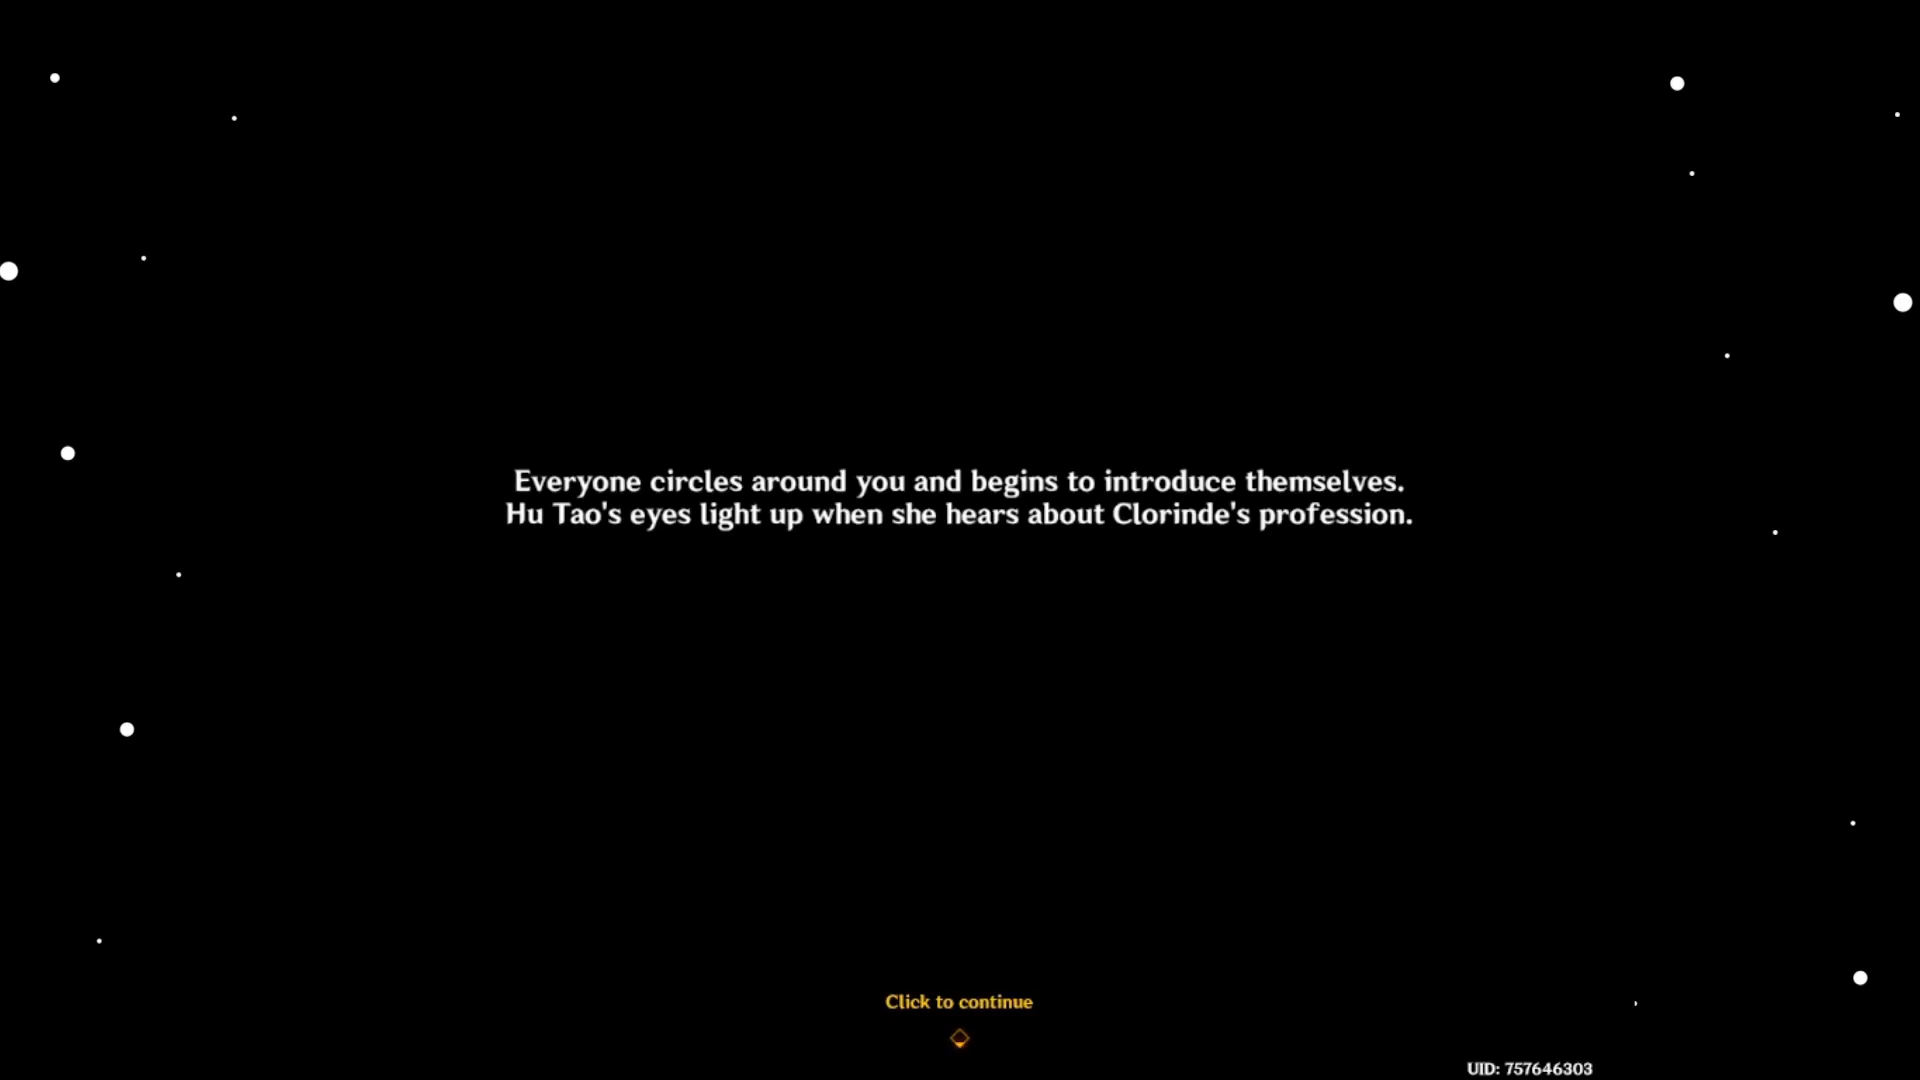 Everyone circles around you and begins to introduce themselves.
Hu Tao's eyes light up when she hears about Clorinde's profession.
Click to continue
UID: 757646303